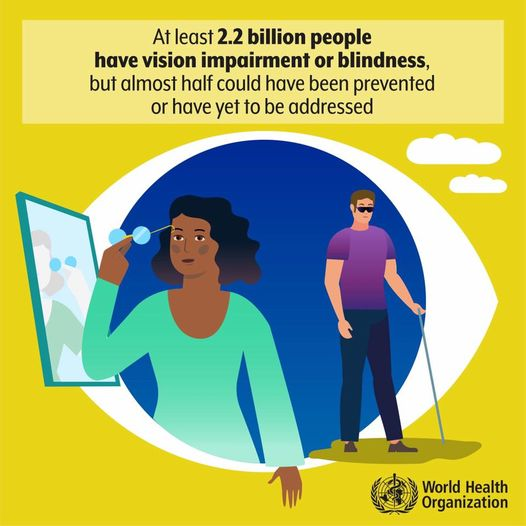 At least 2.2 billion people
have vision impairment or blindness,
but almost half could have been prevented
or have yet to be addressed
World Health
Organization